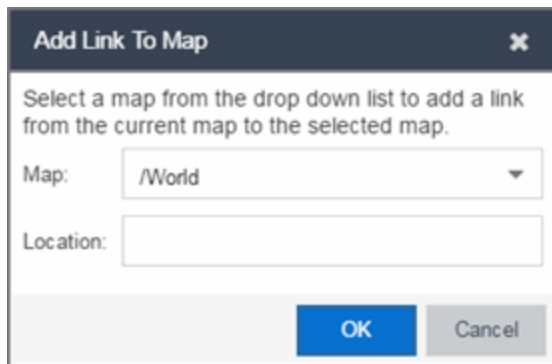 Add Link To Map
Select a map from the drop down list to add a link
from the current map to the selected map.
Map: /World
Location:
OK Cancel